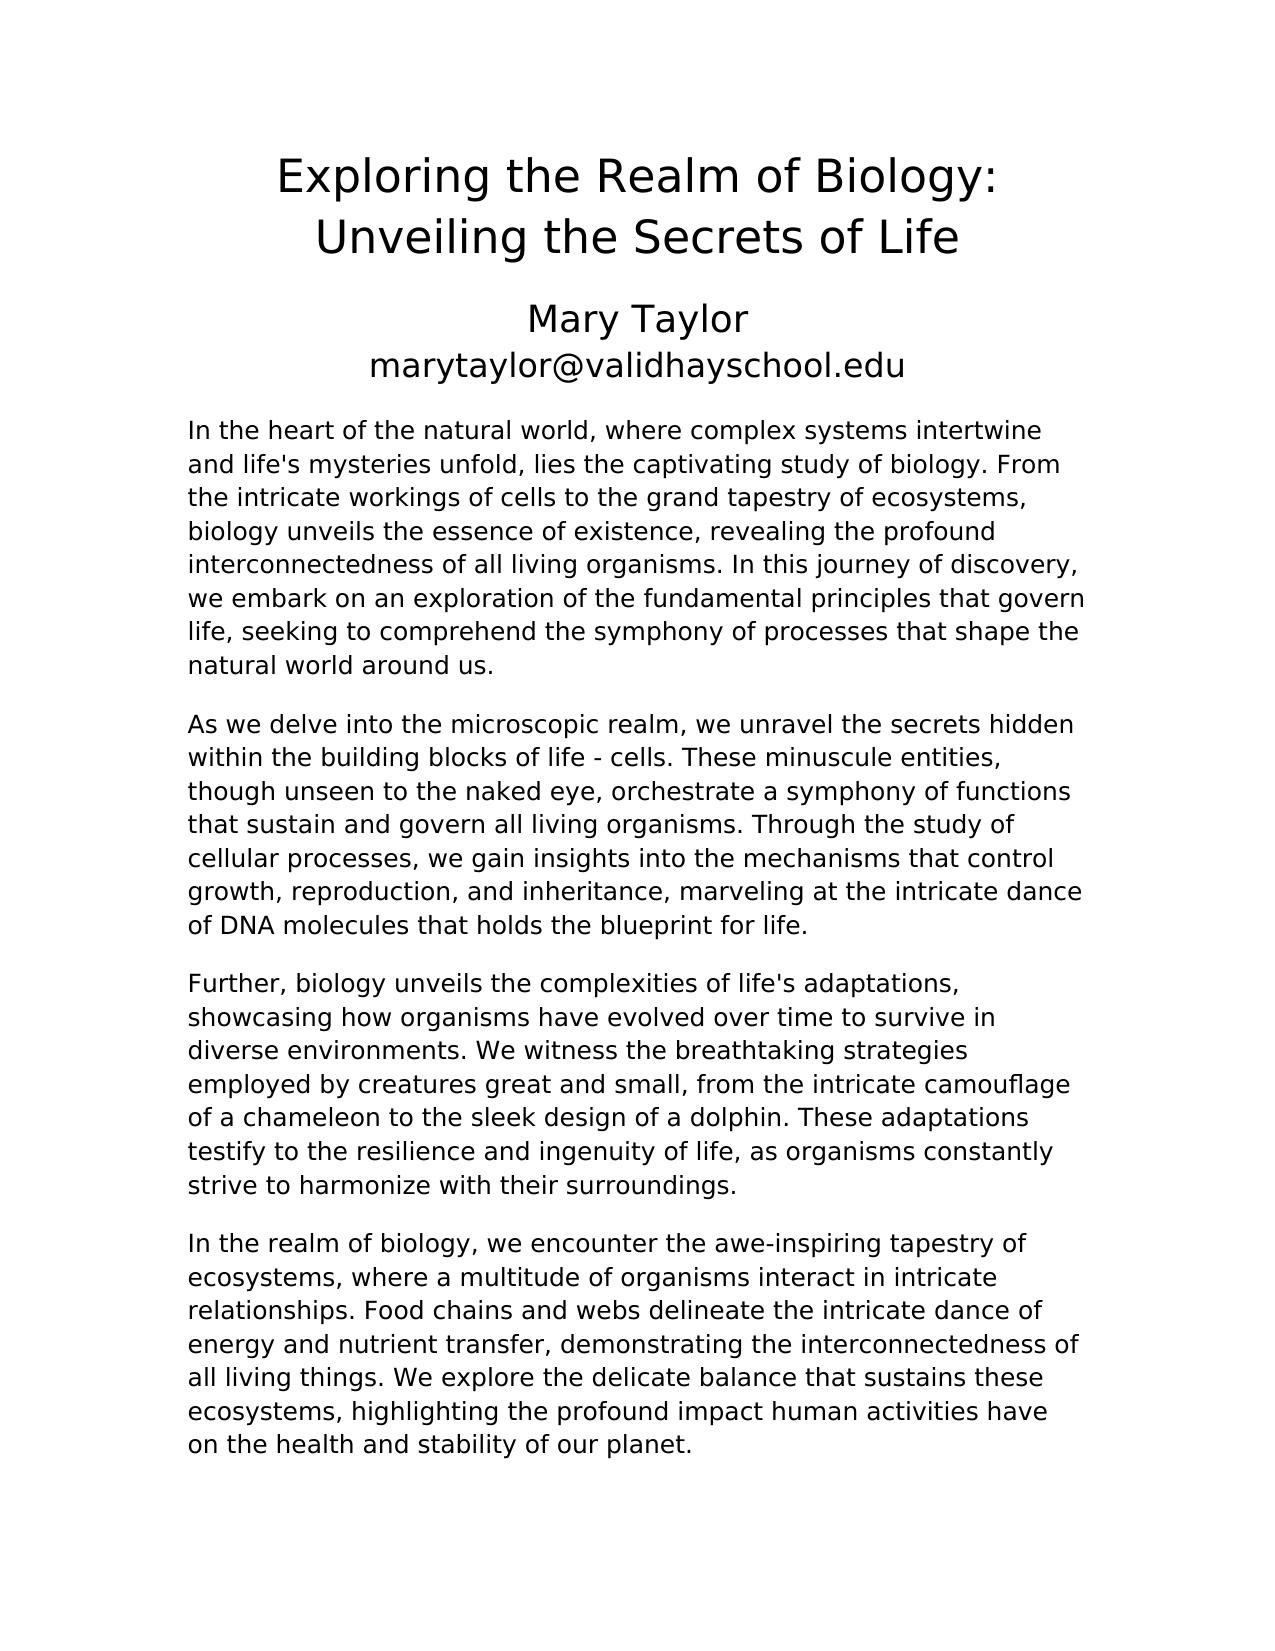 Exploring the Realm of Biology:
Unveiling the Secrets of Life
Mary Taylor
marytaylor@validhayschool.edu
In the heart of the natural world, where complex systems intertwine
and life's mysteries unfold, lies the captivating study of biology. From
the intricate workings of cells to the grand tapestry of ecosystems,
biology unveils the essence of existence, revealing the profound
interconnectedness of all living organisms. In this journey of discovery,
we embark on an exploration of the fundamental principles that govern
life, seeking to comprehend the symphony of processes that shape the
natural world around us.
As we delve into the microscopic realm, we unravel the secrets hidden
within the building blocks of life - cells. These minuscule entities,
though unseen to the naked eye, orchestrate a symphony of functions
that sustain and govern all living organisms. Through the study of
cellular processes, we gain insights into the mechanisms that control
growth, reproduction, and inheritance, marveling at the intricate dance
of DNA molecules that holds the blueprint for life.
Further, biology unveils the complexities of life's adaptations,
showcasing how organisms have evolved over time to survive in
diverse environments. We witness the breathtaking strategies
employed by creatures great and small, from the intricate camouflage
of a chameleon to the sleek design of a dolphin. These adaptations
testify to the resilience and ingenuity of life, as organisms constantly
strive to harmonize with their surroundings.
In the realm of biology, we encounter the awe-inspiring tapestry of
ecosystems, where a multitude of organisms interact in intricate
relationships. Food chains and webs delineate the intricate dance of
energy and nutrient transfer, demonstrating the interconnectedness of
all living things. We explore the delicate balance that sustains these
ecosystems, highlighting the profound impact human activities have
on the health and stability of our planet.